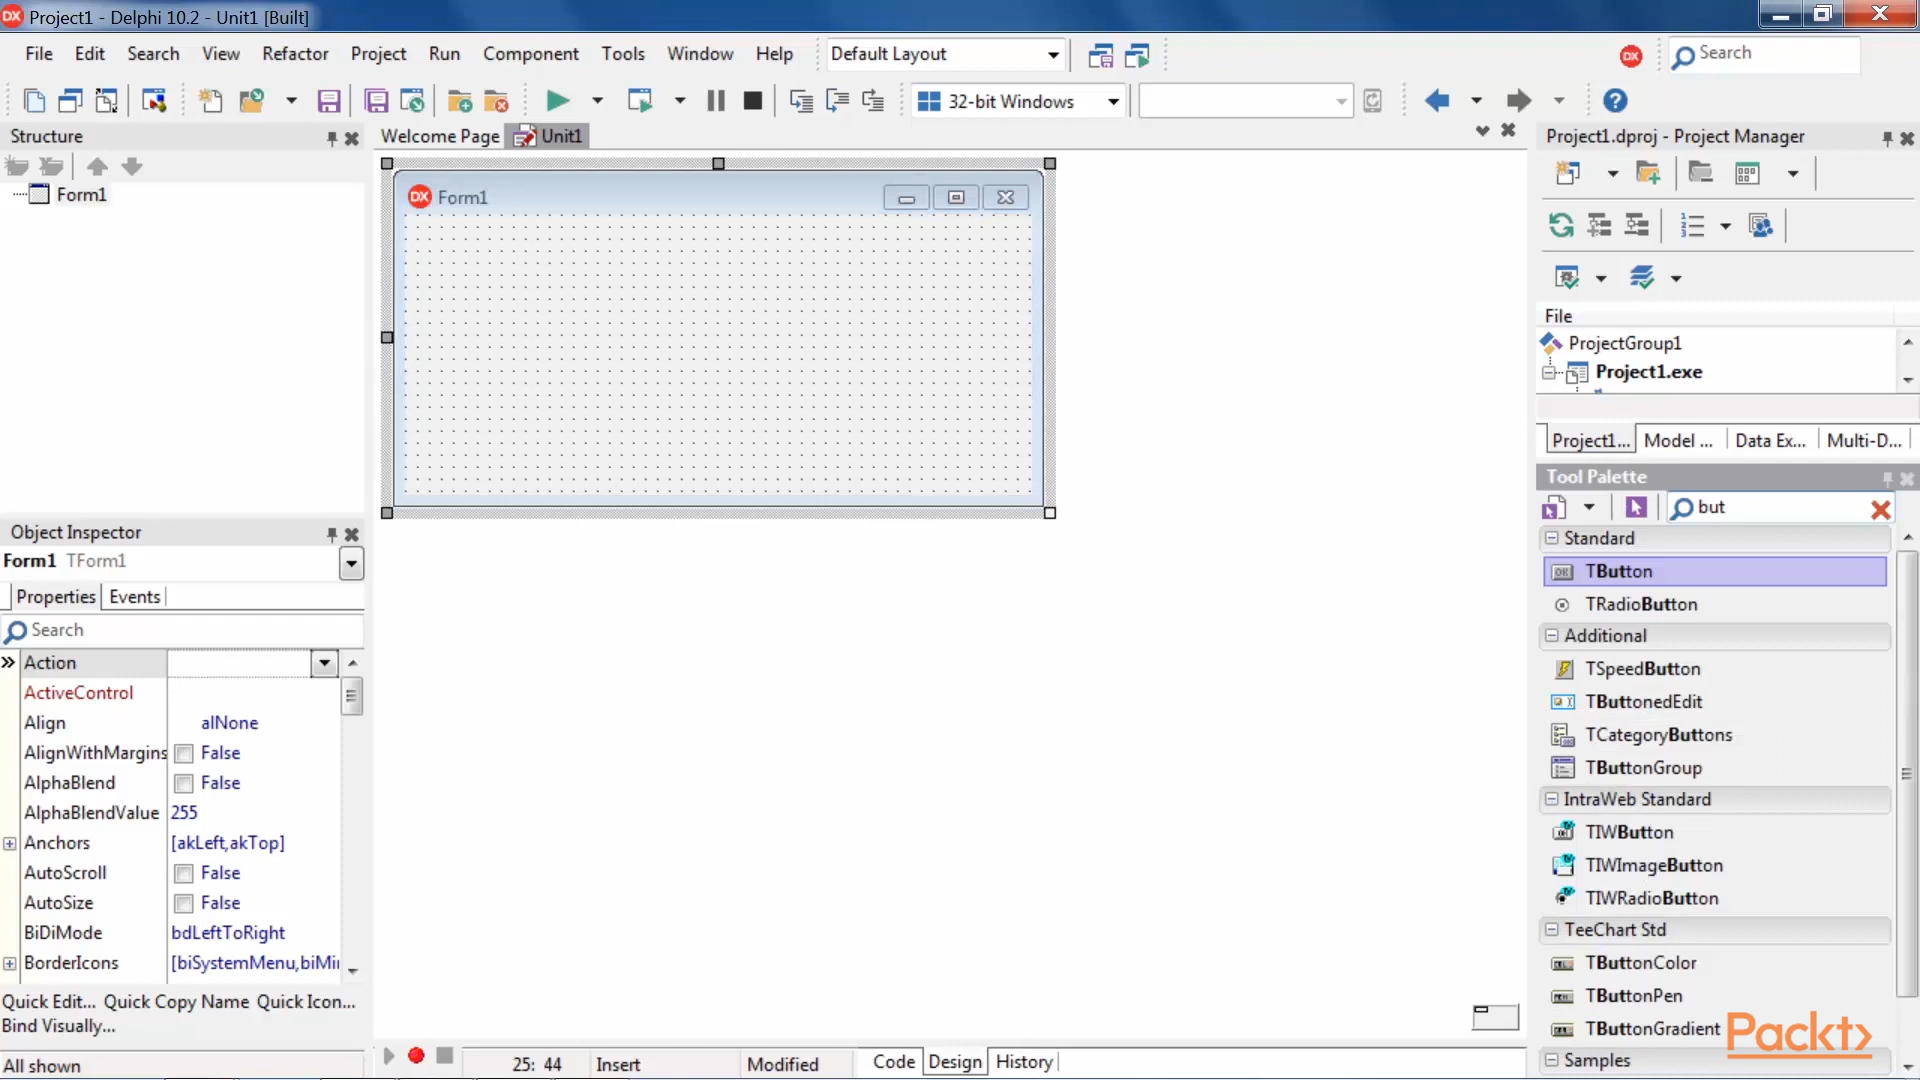 Project1 - Delphi 10.2 - Unit1 [Built]
File Edit Search View Refactor Project Run Component Tools Window Help Default Layout Search
32-bit Windows
Structure
Form1
Welcome Page Unit1
Form1
Object Inspector
Form1 TForm1
Properties Events
Search
Action
ActiveControl
Align alNone
AlignWithMargins False
AlphaBlend False
AlphaBlendValue 255
Anchors [akLeft,akTop]
AutoScroll False
AutoSize False
BiDiMode bdLeftToRight
BorderIcons [biSystemMenu,biMi
Quick Edit... Quick Copy Name Quick Icon...
Bind Visually...
All shown
25: 44 Insert Modified Code Design History
Project1.dproj - Project Manager
File
ProjectGroup1
Project1.exe
Project1... Model ... Data Ex... Multi-D...
Tool Palette
but
Standard
TButton
TRadioButton
Additional
TSpeedButton
TButtonedEdit
TCategoryButtons
TButtonGroup
IntraWeb Standard
TIWButton
TIWImageButton
TIWRadioButton
TeeChart Std
TButtonColor
TButtonPen
TButtonGradient
Samples
Packt>